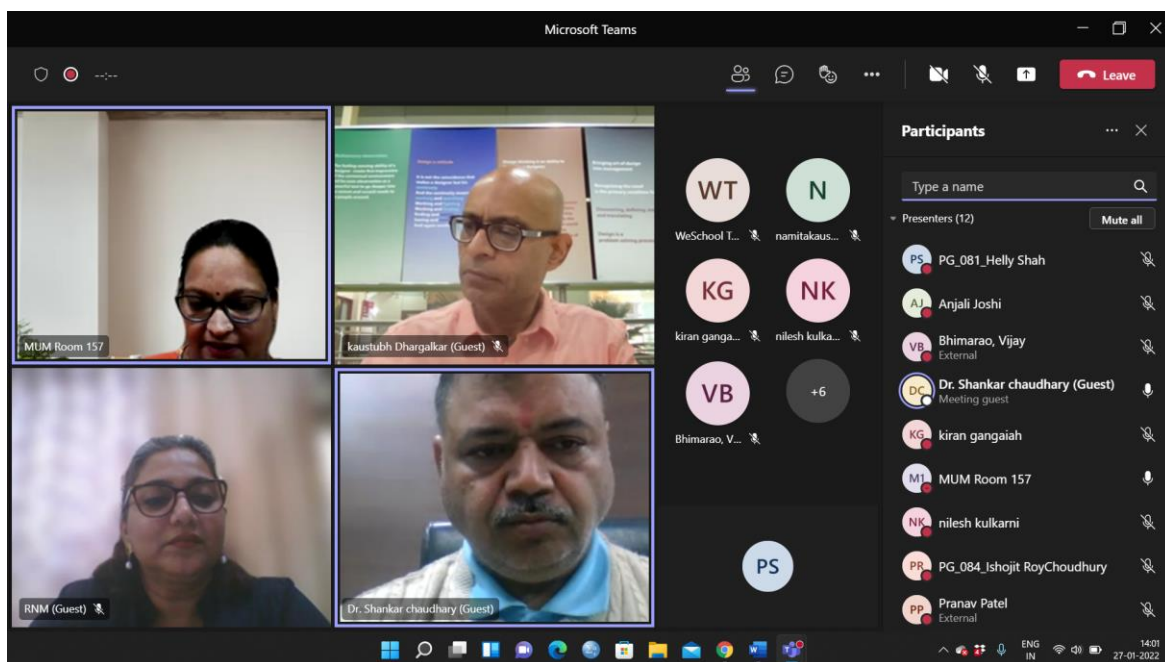 Microsoft Teams
--:--
Leave
MUM Room 157
kaustubh Dhargalkar (Guest)
RNM (Guest)
Dr. Shankar chaudhary (Guest)
WT
WeSchool T...
N
namitakaus...
KG
kiran ganga...
NK
nilesh kulka...
VB
Bhimarao, V...
+6
PS
Participants
Type a name
Presenters (12)
Mute all
PS
PG_081_Helly Shah
AJ
Anjali Joshi
VB
Bhimarao, Vijay
External
DC
Dr. Shankar chaudhary (Guest)
Meeting guest
KG
kiran gangaiah
M1
MUM Room 157
NK
nilesh kulkarni
PR
PG_084_Ishojit RoyChoudhury
PP
Pranav Patel
External
ENG
IN
14:01
27-01-2022